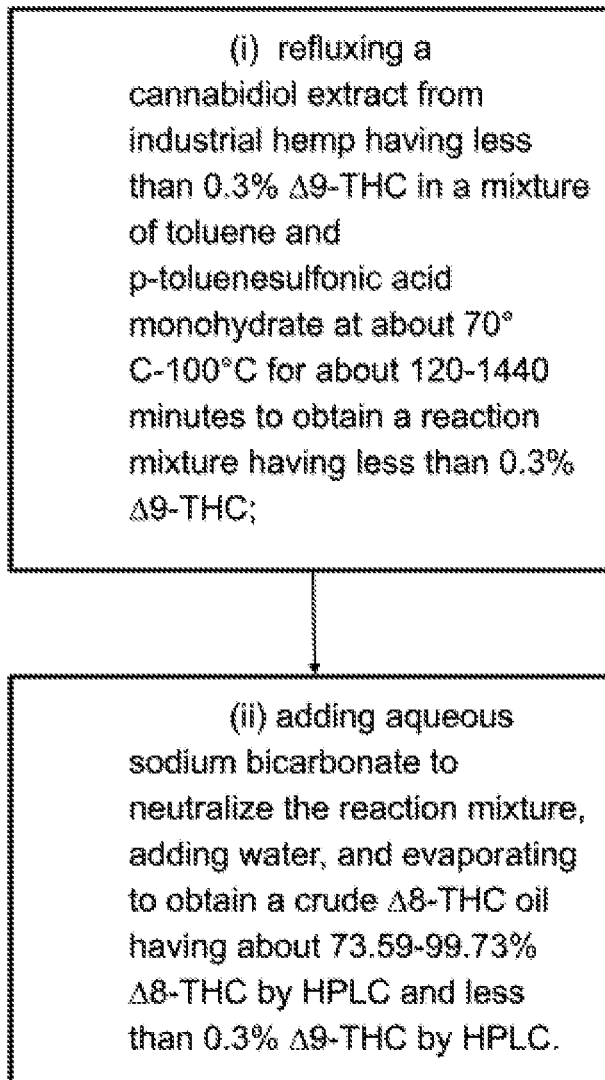 (i) refluxing a
cannabidiol extract from
industrial hemp having less
than 0.3% Δ9-THC in a mixture
of toluene and
p-toluenesulfonic acid
monohydrate at about 70°
C-100°C for about 120-1440
minutes to obtain a reaction
mixture having less than 0.3%
Δ9-THC;
(ii) adding aqueous
sodium bicarbonate to
neutralize the reaction mixture,
adding water, and evaporating
to obtain a crude Δ8-THC oil
having about 73.59-99.73%
Δ8-THC by HPLC and less
than 0.3% Δ9-THC by HPLC.